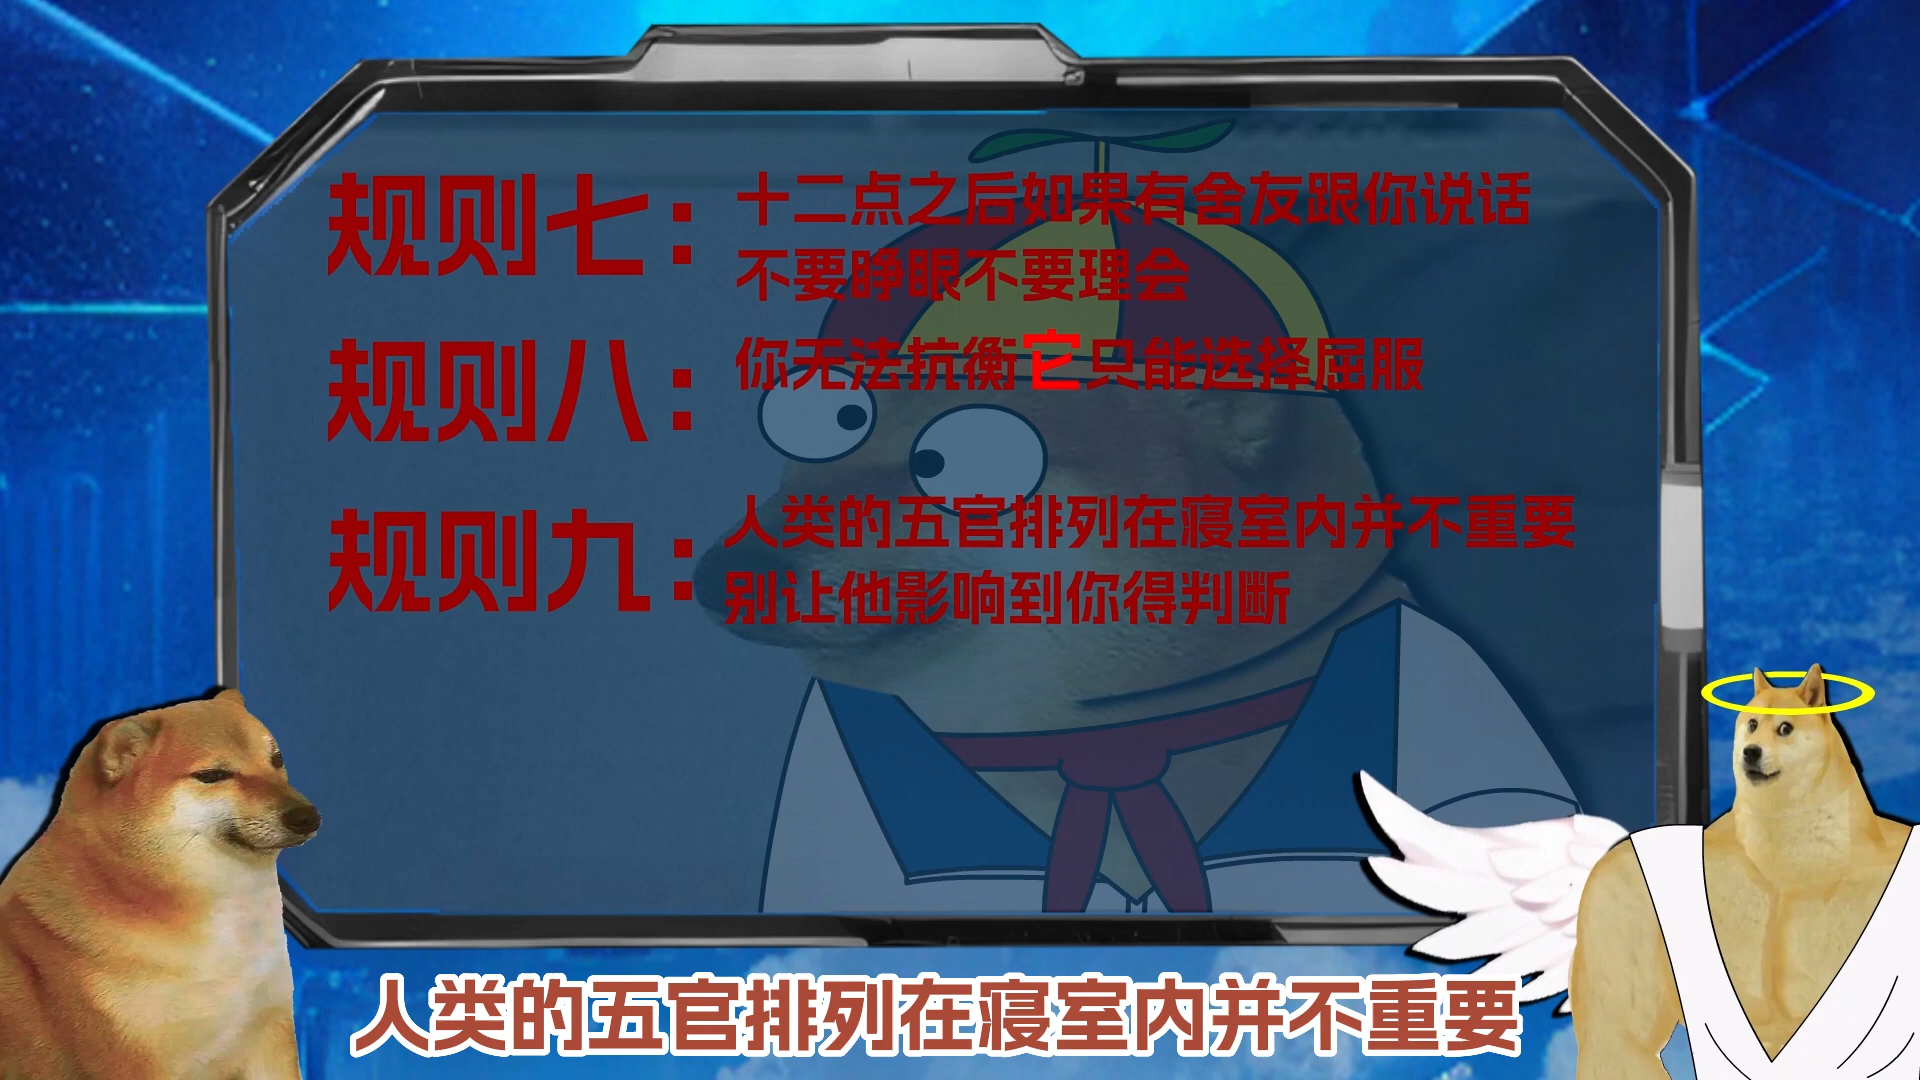 规则七：十二点之后如果有舍友跟你说话
不要睁眼不要理会
规则八：你无法抗衡它只能选择屈服
规则九：人类的五官排列在寝室内并不重要
别让他影响到你得判断
人类的五官排列在寝室内并不重要